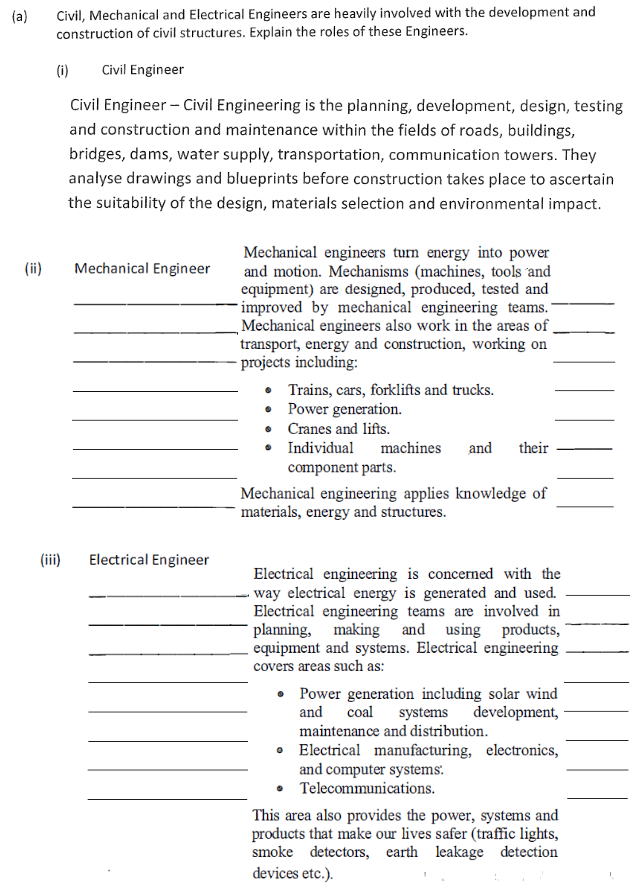 (a) Civil, Mechanical and Electrical Engineers are heavily involved with the development and
construction of civil structures. Explain the roles of these Engineers.
(i) Civil Engineer
Civil Engineer – Civil Engineering is the planning, development, design, testing
and construction and maintenance within the fields of roads, buildings,
bridges, dams, water supply, transportation, communication towers. They
analyse drawings and blueprints before construction takes place to ascertain
the suitability of the design, materials selection and environmental impact.
(ii) Mechanical Engineer
Mechanical engineers turn energy into power
and motion. Mechanisms (machines, tools and
equipment) are designed, produced, tested and
improved by mechanical engineering teams.
Mechanical engineers also work in the areas of
transport, energy and construction, working on
projects including:
• Trains, cars, forklifts and trucks.
• Power generation.
• Cranes and lifts.
• Individual machines and their
component parts.
Mechanical engineering applies knowledge of
materials, energy and structures.
(iii) Electrical Engineer
Electrical engineering is concerned with the
way electrical energy is generated and used.
Electrical engineering teams are involved in
planning, making and using products,
equipment and systems. Electrical engineering
covers areas such as:
• Power generation including solar wind
and coal systems development,
maintenance and distribution.
• Electrical manufacturing, electronics,
and computer systems.
• Telecommunications.
This area also provides the power, systems and
products that make our lives safer (traffic lights,
smoke detectors, earth leakage detection
devices etc.).